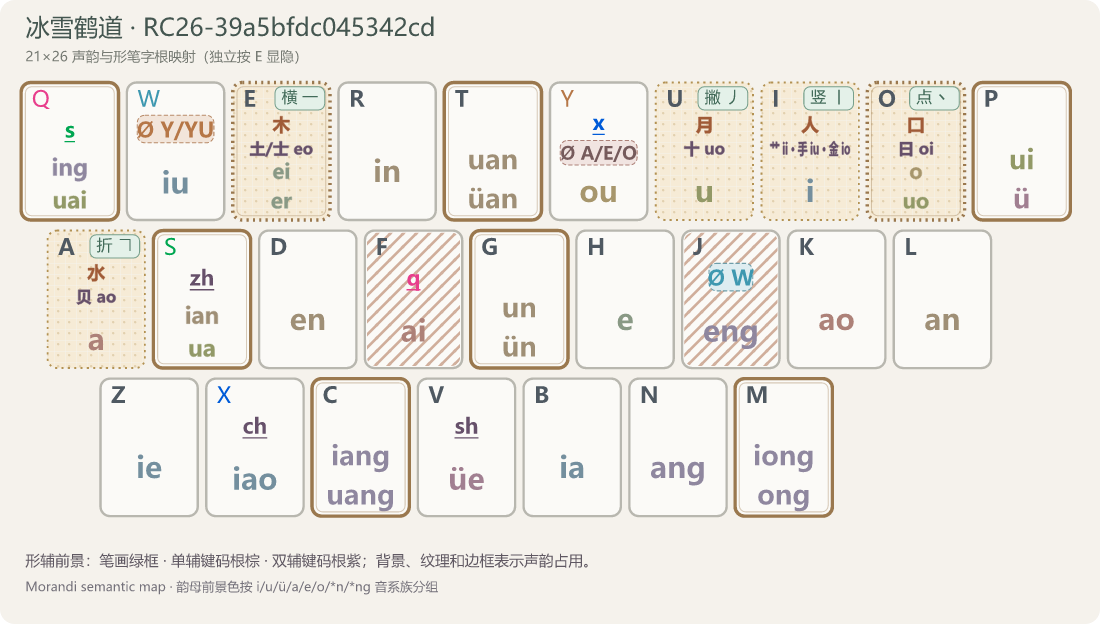 冰雪鹤道 · RC26-39a5bfdc045342cd
21×26 声韵与形笔字根映射（独立按 E 显隐）
Q
s
ing
uai
W
Ø Y/YU
iu
E 横 一
木
土/士 eo
ei
er
R
in
T
uan
üan
Y
x
Ø A/E/O
ou
U 撇 丿
月
十 uo
u
I 竖 丨
人
艹 ii·手 iu·金 io
i
O 点 丶
口
日 oi
o
uo
P
ui
ü
A 折 ㇕
水
贝 ao
a
S
zh
ian
ua
D
en
F
q
ai
G
un
ün
H
e
J
Ø W
eng
K
ao
L
an
Z
ie
X
ch
iao
C
iang
uang
V
sh
üe
B
ia
N
ang
M
iong
ong
形辅前景：笔画绿框 · 单辅键码根棕 · 双辅键码根紫；背景、纹理和边框表示声韵占用。
Morandi semantic map · 韵母前景色按 i/u/ü/a/e/o/*n/*ng 音系族分组